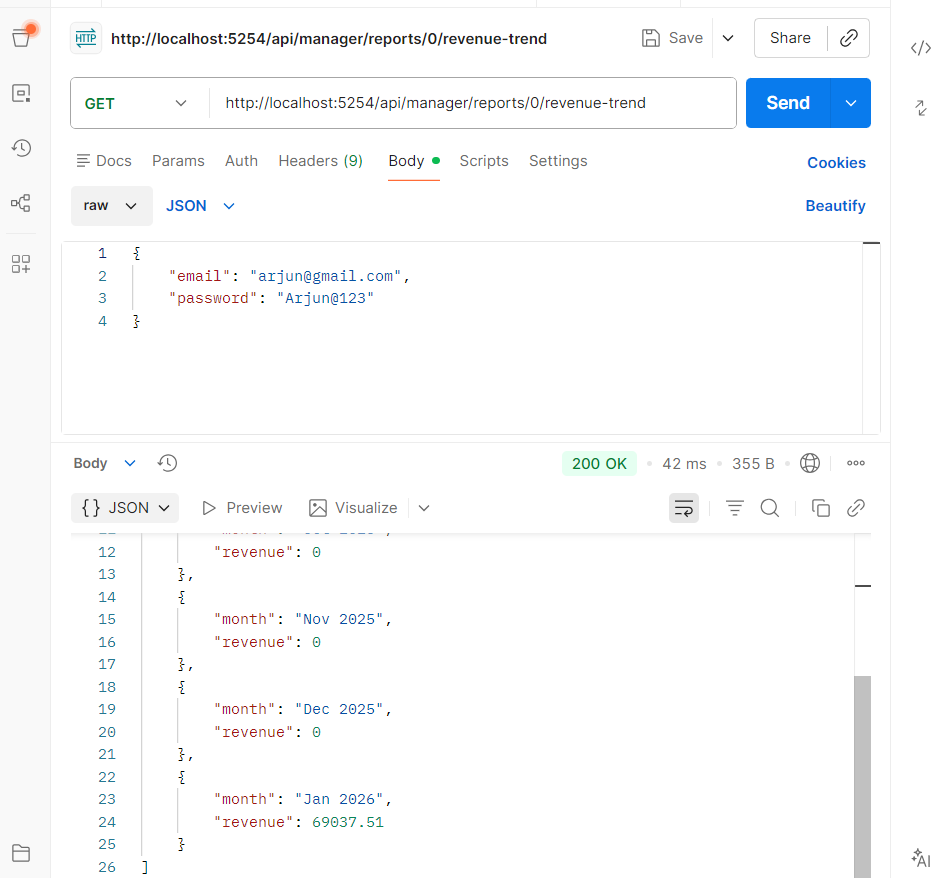 HTTP http://localhost:5254/api/manager/reports/0/revenue-trend Save Share
GET http://localhost:5254/api/manager/reports/0/revenue-trend Send
Docs Params Auth Headers (9) Body Scripts Settings Cookies
raw JSON Beautify
1 {
2 "email": "arjun@gmail.com",
3 "password": "Arjun@123"
4 }
Body 200 OK 42 ms 355 B
{} JSON Preview Visualize
12 "revenue": 0
13 },
14 {
15 "month": "Nov 2025",
16 "revenue": 0
17 },
18 {
19 "month": "Dec 2025",
20 "revenue": 0
21 },
22 {
23 "month": "Jan 2026",
24 "revenue": 69037.51
25 }
26 ]
AI